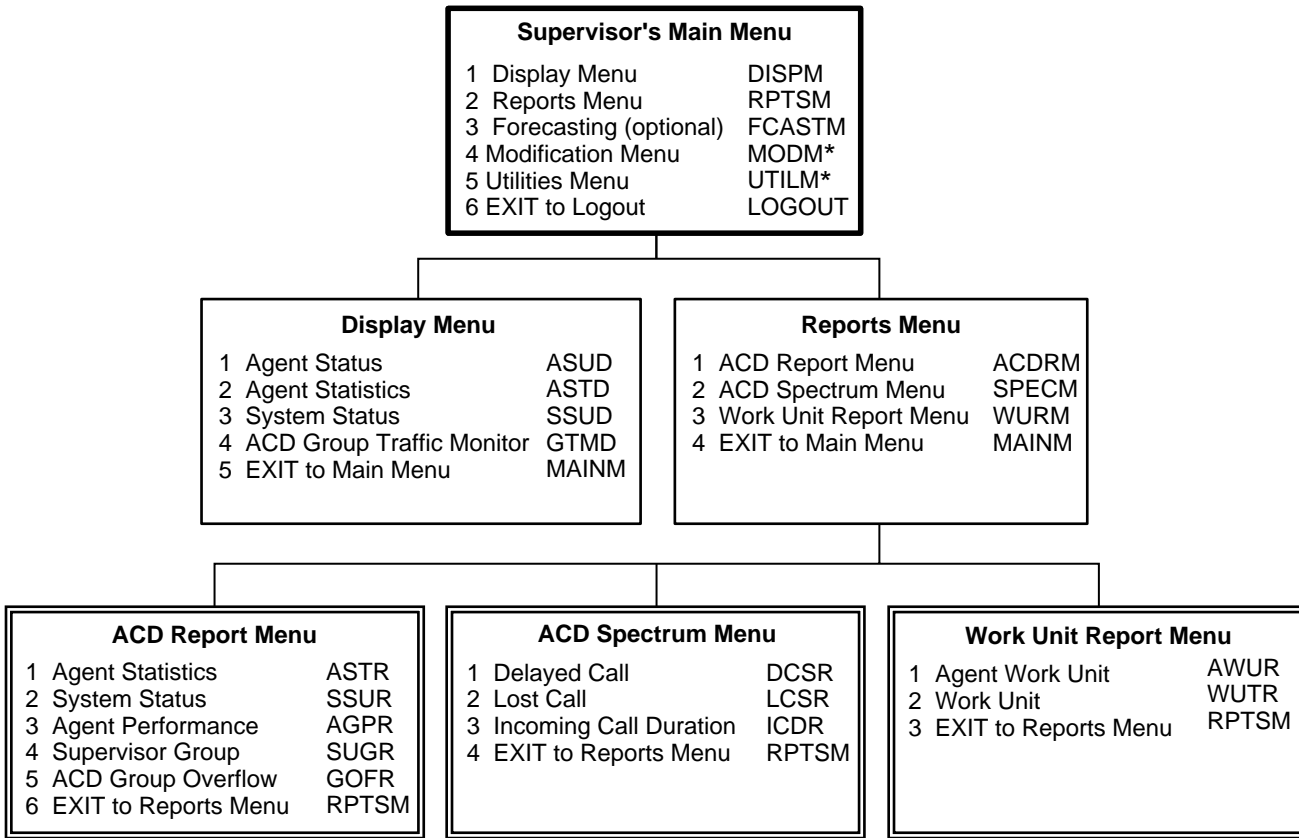 Supervisor's Main Menu
1 Display Menu DISPM
2 Reports Menu RPTSM
3 Forecasting (optional) FCASTM
4 Modification Menu MODM*
5 Utilities Menu UTILM*
6 EXIT to Logout LOGOUT
Display Menu
1 Agent Status ASUD
2 Agent Statistics ASTD
3 System Status SSUD
4 ACD Group Traffic Monitor GTMD
5 EXIT to Main Menu MAINM
Reports Menu
1 ACD Report Menu ACDRM
2 ACD Spectrum Menu SPECM
3 Work Unit Report Menu WURM
4 EXIT to Main Menu MAINM
ACD Report Menu
1 Agent Statistics ASTR
2 System Status SSUR
3 Agent Performance AGPR
4 Supervisor Group SUGR
5 ACD Group Overflow GOFR
6 EXIT to Reports Menu RPTSM
ACD Spectrum Menu
1 Delayed Call DCSR
2 Lost Call LCSR
3 Incoming Call Duration ICDR
4 EXIT to Reports Menu RPTSM
Work Unit Report Menu
1 Agent Work Unit AWUR
2 Work Unit WUTR
3 EXIT to Reports Menu RPTSM